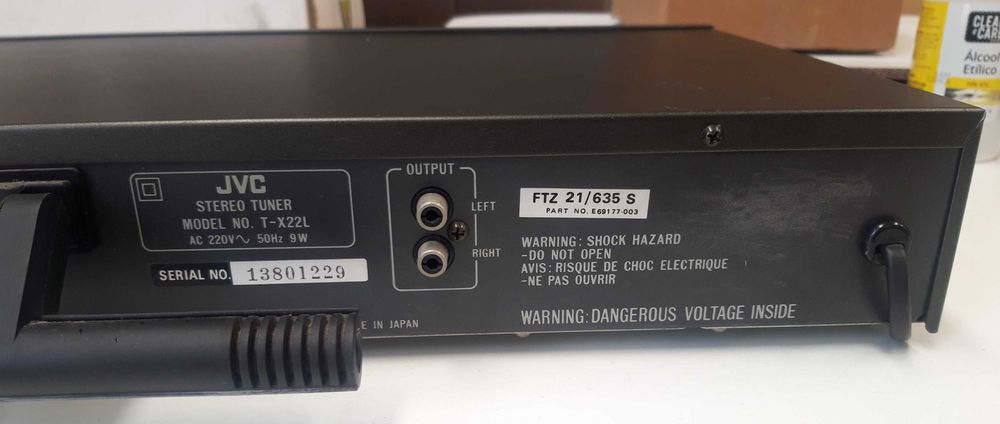 JVC
STEREO TUNER
MODEL NO. T-X22L
AC 220V∿ 50Hz 9W
SERIAL NO. 13801229
OUTPUT
LEFT
RIGHT
FTZ 21/635 S
PART NO. E69177-003
WARNING: SHOCK HAZARD
-DO NOT OPEN
AVIS: RISQUE DE CHOC ELECTRIQUE
-NE PAS OUVRIR
WARNING: DANGEROUS VOLTAGE INSIDE
E IN JAPAN
CLEA
CARE
Álcool
Etílico